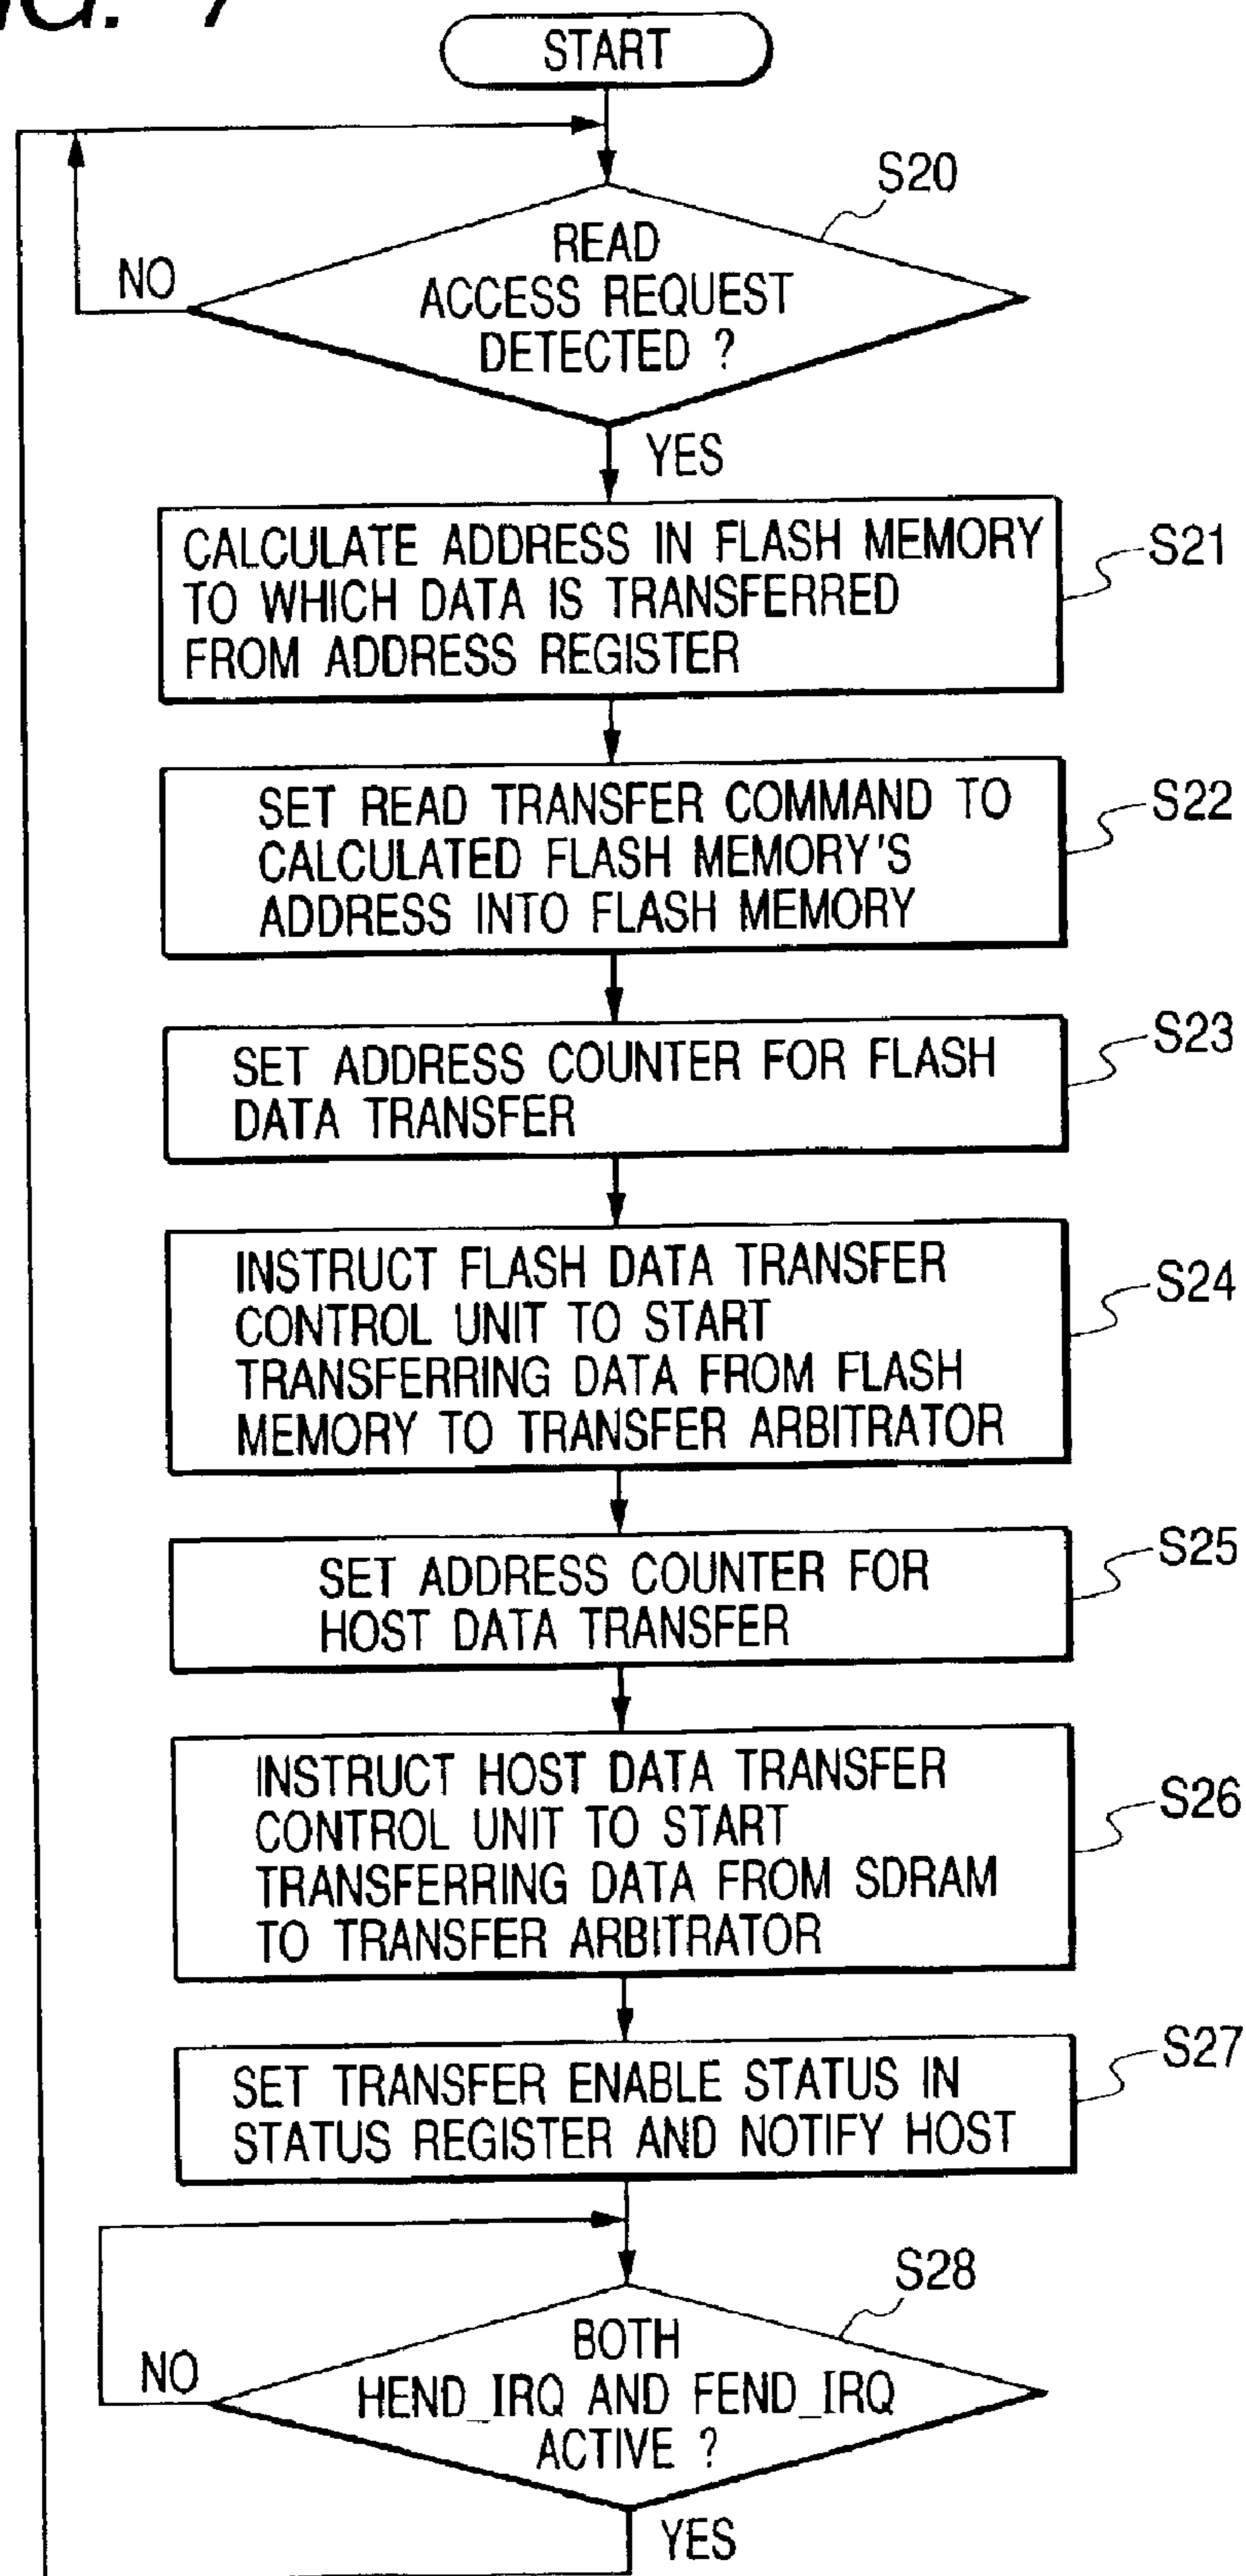 START
S20
READ
ACCESS REQUEST
DETECTED ?
NO
YES
CALCULATE ADDRESS IN FLASH MEMORY
TO WHICH DATA IS TRANSFERRED
FROM ADDRESS REGISTER
S21
SET READ TRANSFER COMMAND TO
CALCULATED FLASH MEMORY'S
ADDRESS INTO FLASH MEMORY
S22
SET ADDRESS COUNTER FOR FLASH
DATA TRANSFER
S23
INSTRUCT FLASH DATA TRANSFER
CONTROL UNIT TO START
TRANSFERRING DATA FROM FLASH
MEMORY TO TRANSFER ARBITRATOR
S24
SET ADDRESS COUNTER FOR
HOST DATA TRANSFER
S25
INSTRUCT HOST DATA TRANSFER
CONTROL UNIT TO START
TRANSFERRING DATA FROM SDRAM
TO TRANSFER ARBITRATOR
S26
SET TRANSFER ENABLE STATUS IN
STATUS REGISTER AND NOTIFY HOST
S27
S28
BOTH
HEND_IRQ AND FEND_IRQ
ACTIVE ?
NO
YES